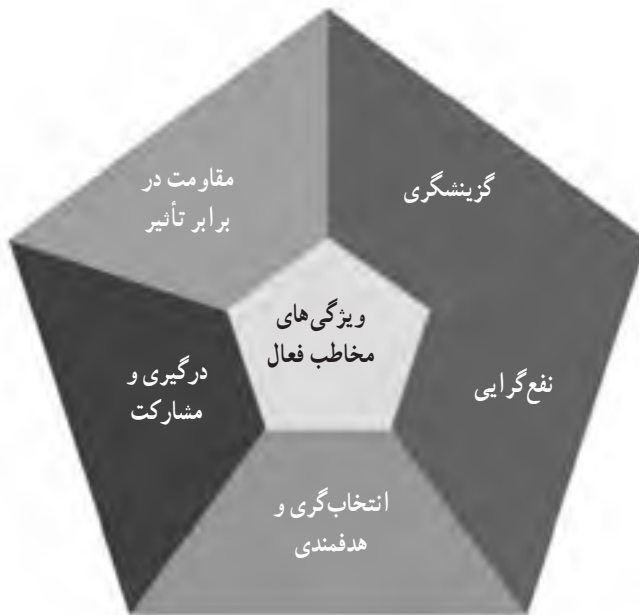 گزینشگری
مقاومت در
برابر تأثیر
ویژگی‌های
مخاطب فعال
نفع‌گرایی
درگیری و
مشارکت
انتخاب‌گری و
هدفمندی